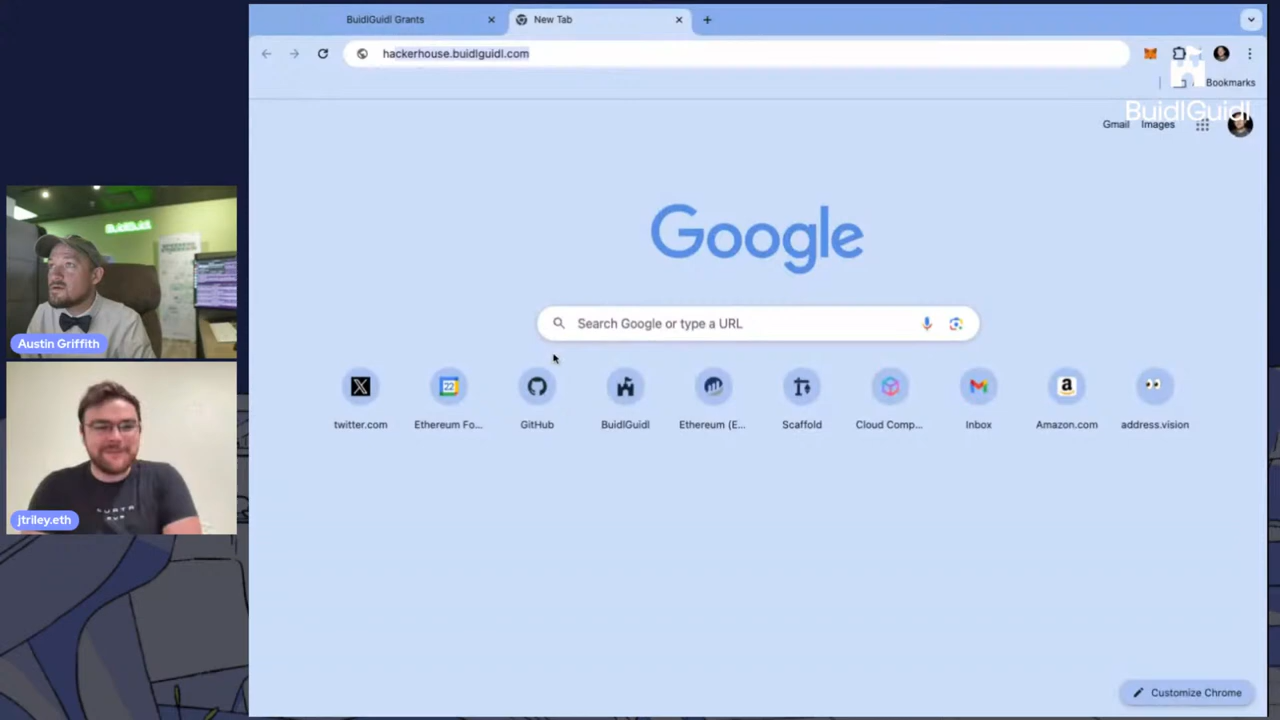 BuidlGuidl Grants
New Tab
hackerhouse.buidlguidl.com
Bookmarks
BuidlGuidl
Gmail
Images
Google
Search Google or type a URL
22
twitter.com
Ethereum Fo...
GitHub
BuidlGuidl
Ethereum (E...
Scaffold
Cloud Comp...
Inbox
Amazon.com
address.vision
Austin Griffith
jtriley.eth
Customize Chrome